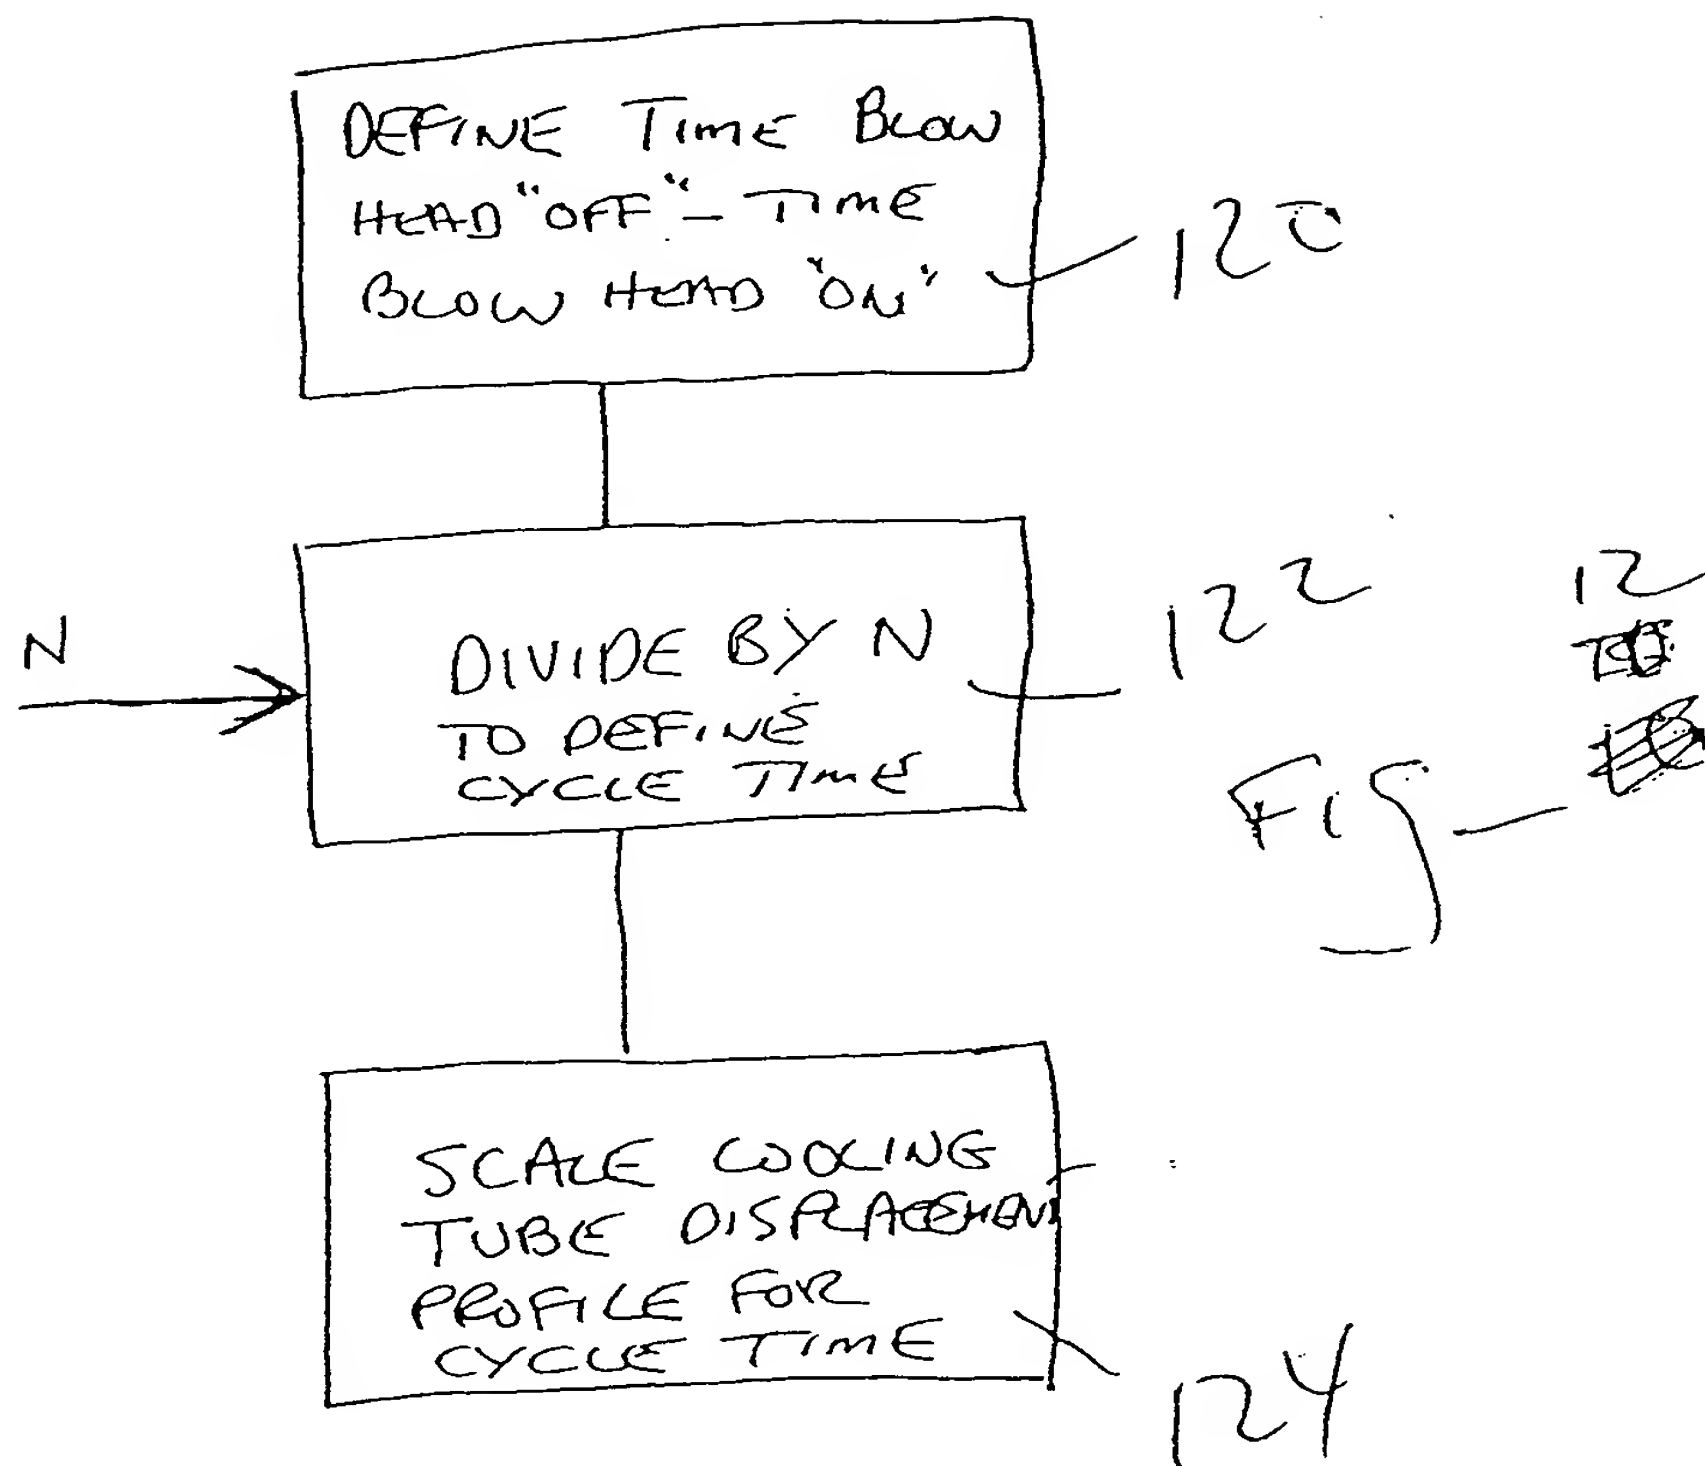 DEFINE TIME BLOW
HEAD "OFF" - TIME
BLOW HEAD "ON"
120
N
DIVIDE BY N
TO DEFINE
CYCLE TIME
122
12
Fig
SCALE COOLING
TUBE DISPLACEMENT
PROFILE FOR
CYCLE TIME
124